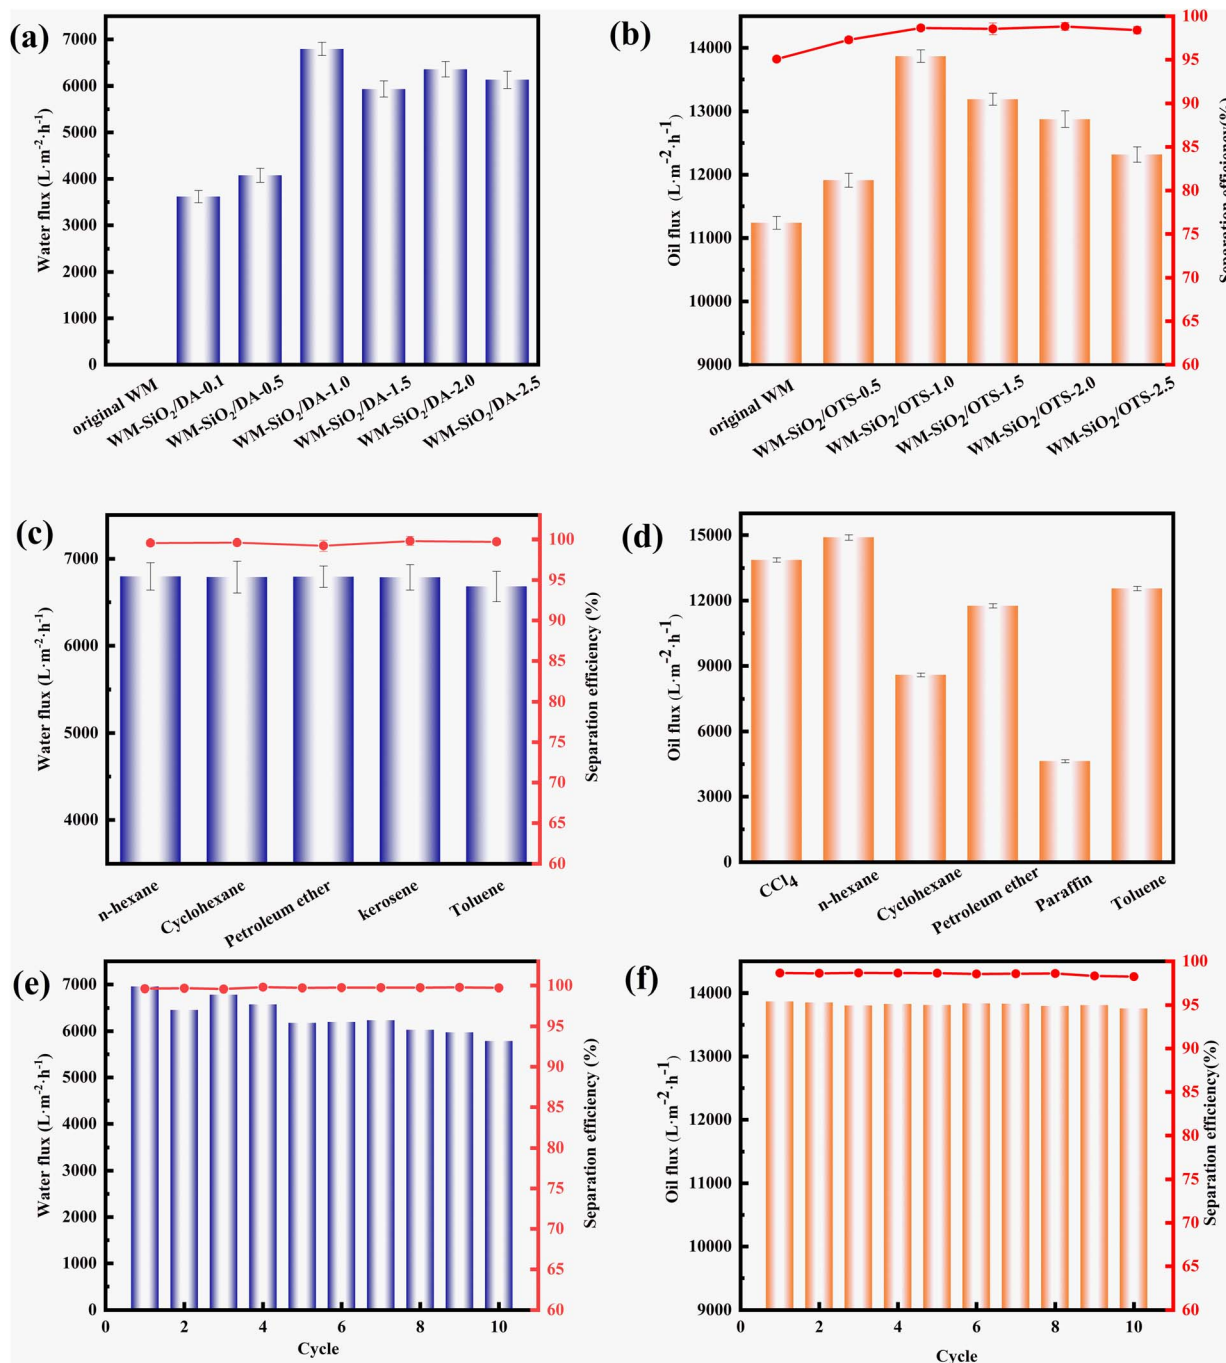 (a)
Water flux (L·m⁻²·h⁻¹)
7000
6000
5000
4000
3000
2000
1000
0
original WM
WM-SiO₂/DA-0.1
WM-SiO₂/DA-0.5
WM-SiO₂/DA-1.0
WM-SiO₂/DA-1.5
WM-SiO₂/DA-2.0
WM-SiO₂/DA-2.5
(b)
Oil flux (L·m⁻²·h⁻¹)
14000
13000
12000
11000
10000
9000
100
95
90
85
80
75
70
65
60
Separation efficiency(%)
original WM
WM-SiO₂/OTS-0.5
WM-SiO₂/OTS-1.0
WM-SiO₂/OTS-1.5
WM-SiO₂/OTS-2.0
WM-SiO₂/OTS-2.5
(c)
Water flux (L·m⁻²·h⁻¹)
7000
6000
5000
4000
100
95
90
85
80
75
70
65
60
Separation efficiency (%)
n-hexane
Cyclohexane
Petroleum ether
kerosene
Toluene
(d)
Oil flux (L·m⁻²·h⁻¹)
15000
12000
9000
6000
3000
0
CCl₄
n-hexane
Cyclohexane
Petroleum ether
Paraffin
Toluene
(e)
Water flux (L·m⁻²·h⁻¹)
7000
6000
5000
4000
3000
2000
1000
0
100
95
90
85
80
75
70
65
60
Separation efficiency (%)
0 2 4 6 8 10
Cycle
(f)
Oil flux (L·m⁻²·h⁻¹)
14000
13000
12000
11000
10000
9000
100
95
90
85
80
75
70
65
60
Separation efficiency(%)
0 2 4 6 8 10
Cycle